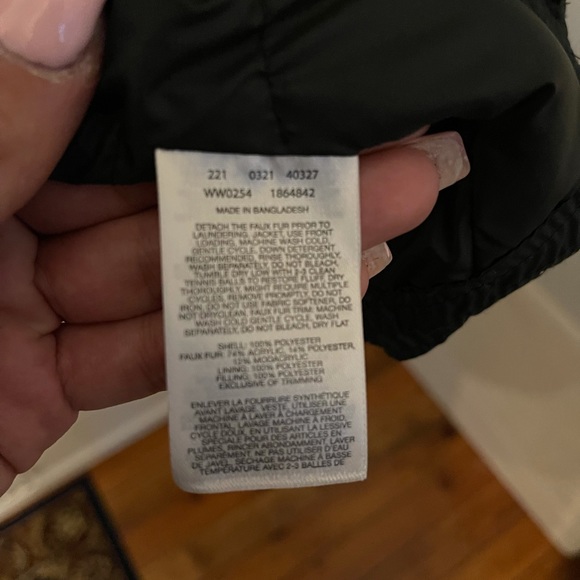 221 0321 40327
WW0254 1864842
MADE IN BANGLADESH
DETACH THE FAUX FUR PRIOR TO
LAUNDERING, JACKET, USE FRONT
LOADING, MACHINE WASH COLD,
GENTLE CYCLE, DOWN DETERGENT
RECOMMENDED, RINSE THOROUGHLY,
WASH SEPARATELY, DO NOT BLEACH,
TUMBLE DRY LOW WITH 2-3 CLEAN
TENNIS BALLS TO RESTORE FLUFF, DRY
THOROUGHLY, MIGHT REQUIRE MULTIPLE
CYCLES, REMOVE PROMPTLY, DO NOT
IRON, DO NOT USE FABRIC SOFTENER, DO
NOT DRYCLEAN, FAUX FUR TRIM: MACHINE
WASH COLD GENTLE CYCLE, WASH
SEPARATELY, DO NOT BLEACH, DRY FLAT
SHELL: 100% POLYESTER
FAUX FUR: 74% ACRYLIC, 14% POLYESTER,
12% MODACRYLIC
LINING: 100% POLYESTER
FILLING: 100% POLYESTER
EXCLUSIVE OF TRIMMING
ENLEVER LA FOURRURE SYNTHÉTIQUE
AVANT LAVAGE, VESTE, UTILISER UNE
MACHINE À LAVER À CHARGEMENT
FRONTAL, LAVAGE MACHINE À FROID,
CYCLE DOUX, EN UTILISANT LA LESSIVE
SPÉCIALE POUR DES ARTICLES EN
PLUMES, RINCER ABONDAMMENT, LAVER
SÉPARÉMENT, NE PAS UTILISER D'EAU
DE JAVEL, SÉCHAGE MACHINE À BASSE
TEMPÉRATURE AVEC 2-3 BALLES DE